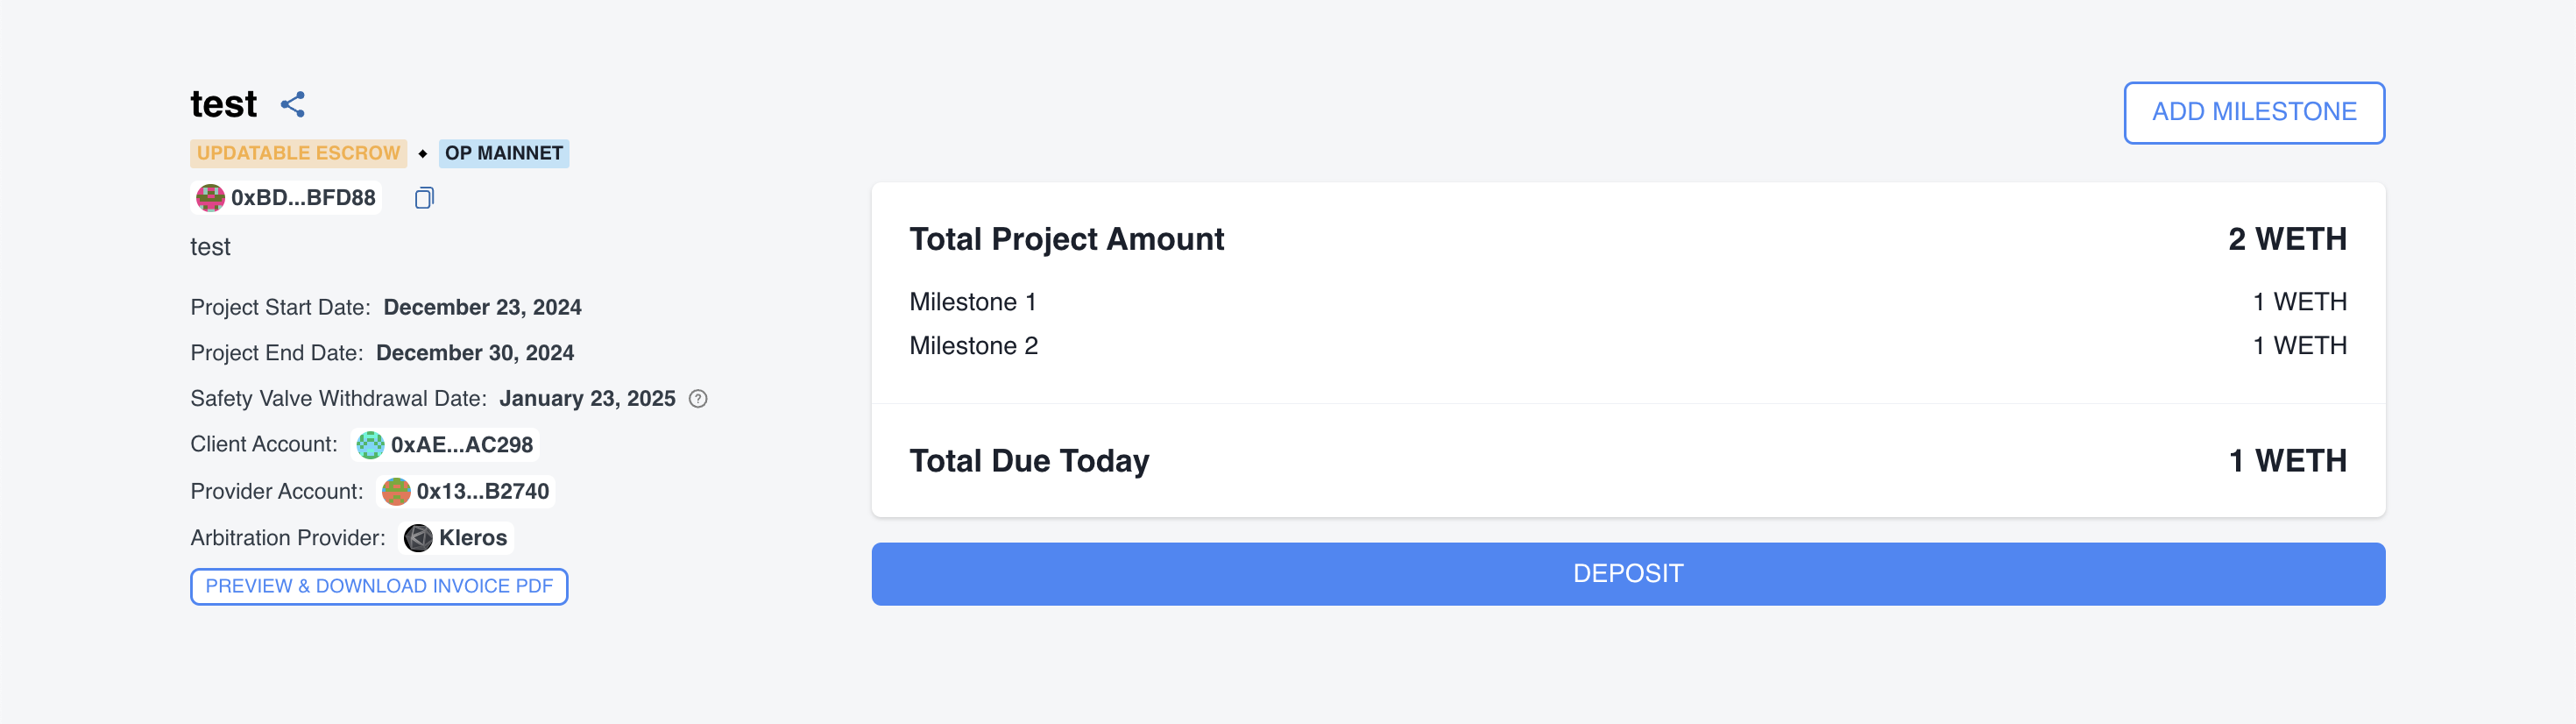 test
UPDATABLE ESCROW ◆ OP MAINNET
0xBD...BFD88
test
Project Start Date: December 23, 2024
Project End Date: December 30, 2024
Safety Valve Withdrawal Date: January 23, 2025 ?
Client Account: 0xAE...AC298
Provider Account: 0x13...B2740
Arbitration Provider: Kleros
PREVIEW & DOWNLOAD INVOICE PDF
ADD MILESTONE
Total Project Amount 2 WETH
Milestone 1 1 WETH
Milestone 2 1 WETH
Total Due Today 1 WETH
DEPOSIT